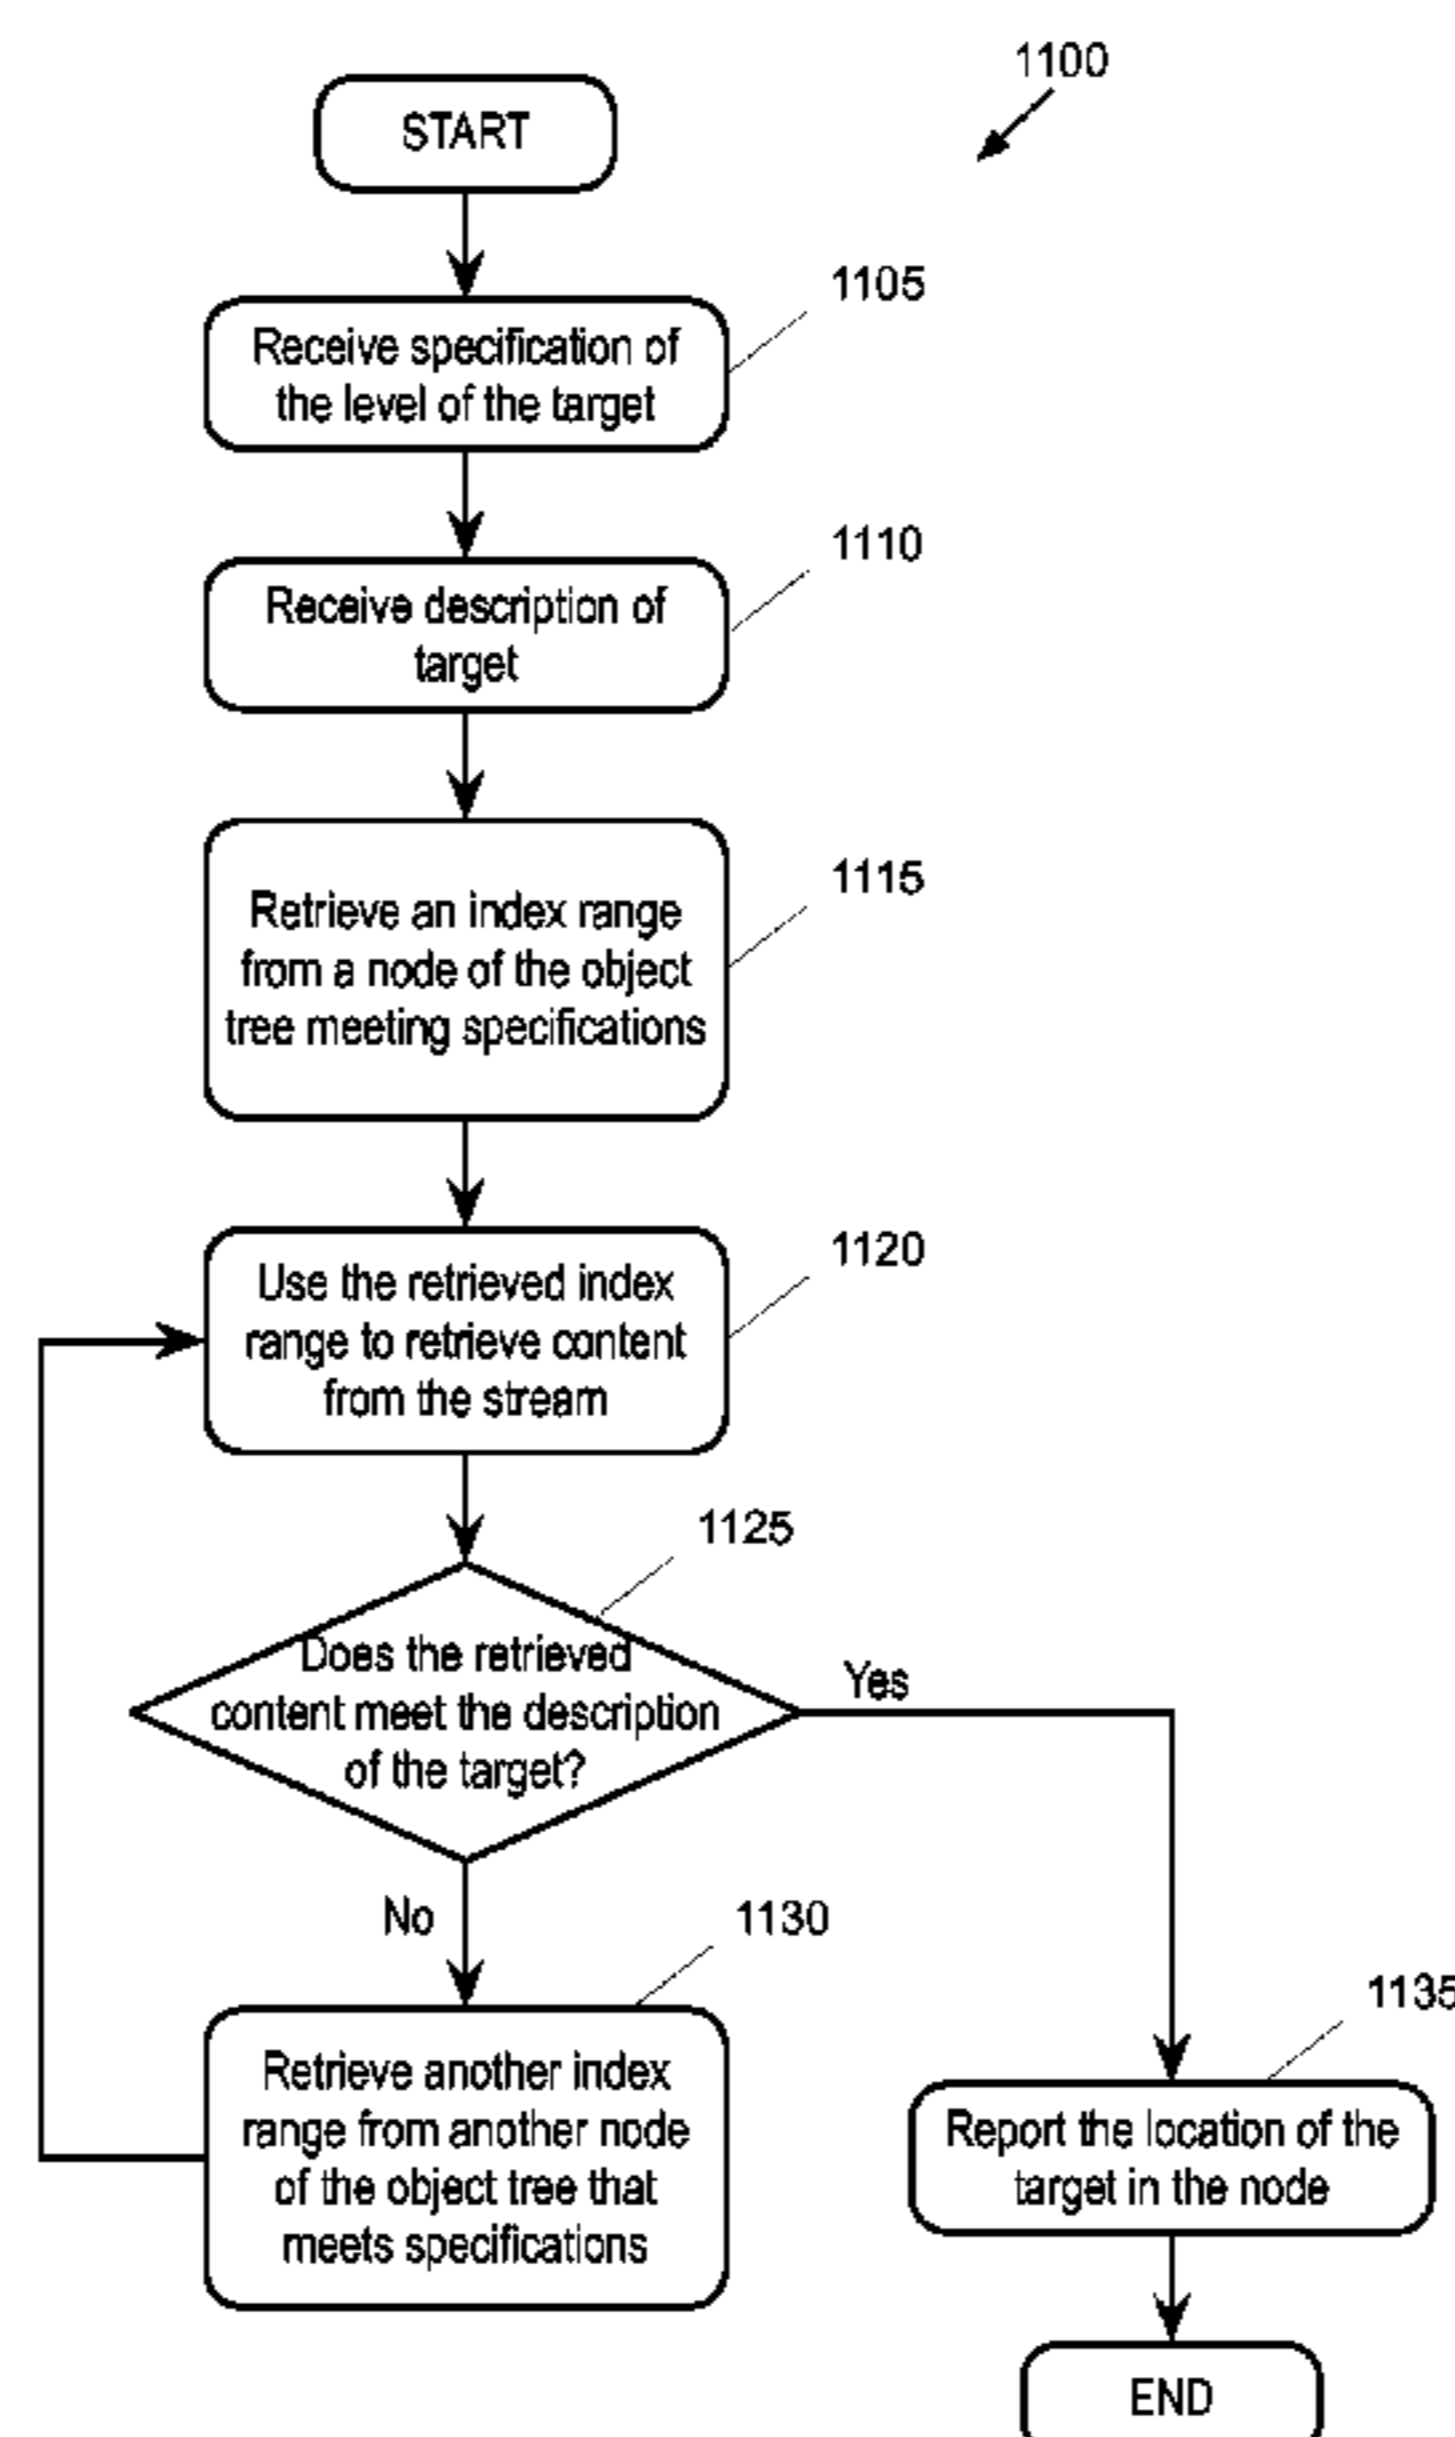 1100
START
1105
Receive specification of
the level of the target
1110
Receive description of
target
1115
Retrieve an index range
from a node of the object
tree meeting specifications
1120
Use the retrieved index
range to retrieve content
from the stream
1125
Does the retrieved
content meet the description
of the target?
Yes
No
1130
Retrieve another index
range from another node
of the object tree that
meets specifications
1135
Report the location of the
target in the node
END